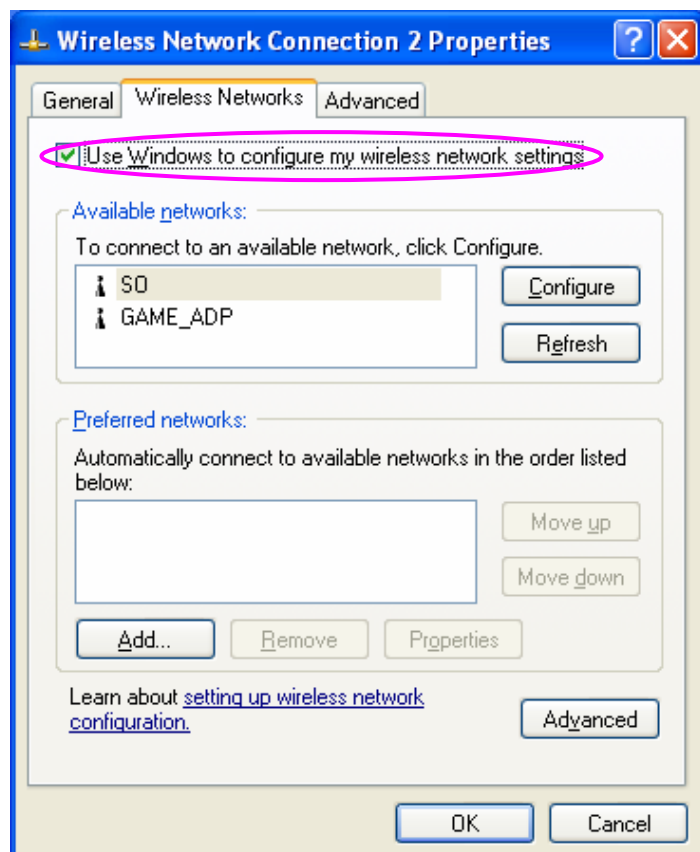 Wireless Network Connection 2 Properties
General Wireless Networks Advanced
Use Windows to configure my wireless network settings
Available networks:
To connect to an available network, click Configure.
SO
GAME_ADP
Configure
Refresh
Preferred networks:
Automatically connect to available networks in the order listed
below:
Move up
Move down
Add... Remove Properties
Learn about setting up wireless network
configuration.
Advanced
OK Cancel